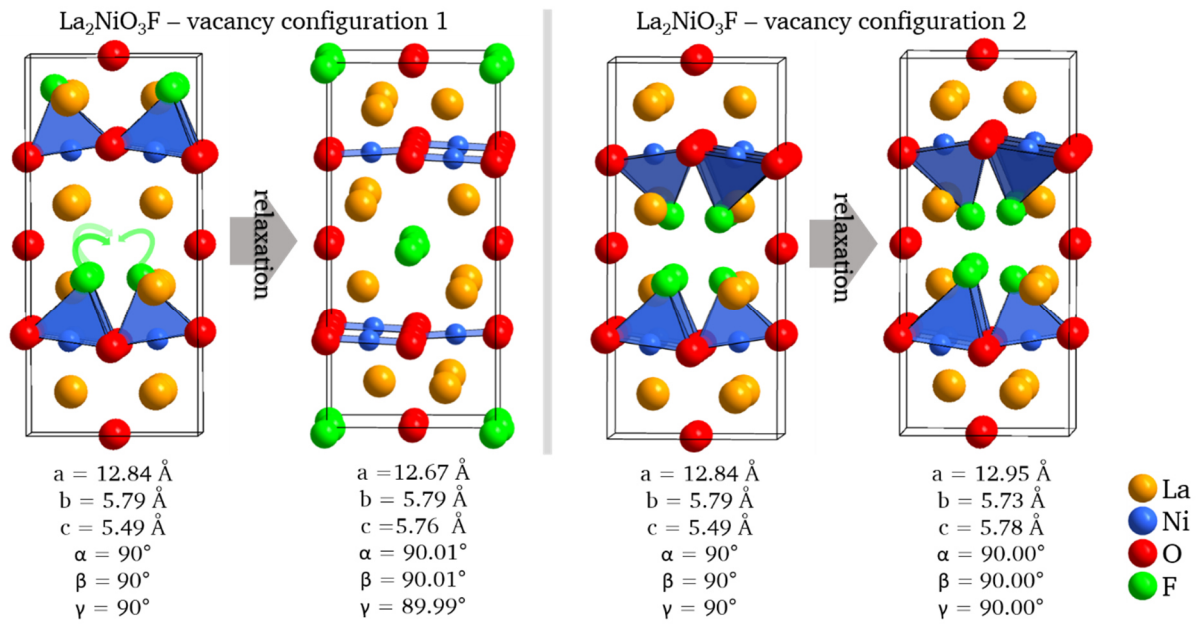 La₂NiO₃F – vacancy configuration 1
La₂NiO₃F – vacancy configuration 2
relaxation
relaxation
a = 12.84 Å
b = 5.79 Å
c = 5.49 Å
α = 90°
β = 90°
γ = 90°
a =12.67 Å
b = 5.79 Å
c =5.76 Å
α = 90.01°
β = 90.01°
γ = 89.99°
a = 12.84 Å
b = 5.79 Å
c = 5.49 Å
α = 90°
β = 90°
γ = 90°
a = 12.95 Å
b = 5.73 Å
c = 5.78 Å
α = 90.00°
β = 90.00°
γ = 90.00°
La
Ni
O
F